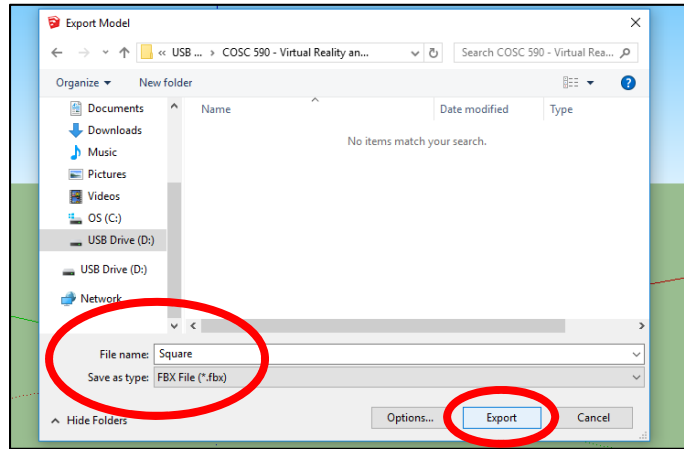 Export Model
« USB ... › COSC 590 - Virtual Reality an...
Search COSC 590 - Virtual Rea...
Organize
New folder
Documents
Downloads
Music
Pictures
Videos
OS (C:)
USB Drive (D:)
USB Drive (D:)
Network
Name
Date modified
Type
No items match your search.
File name: Square
Save as type: FBX File (*.fbx)
Hide Folders
Options...
Export
Cancel